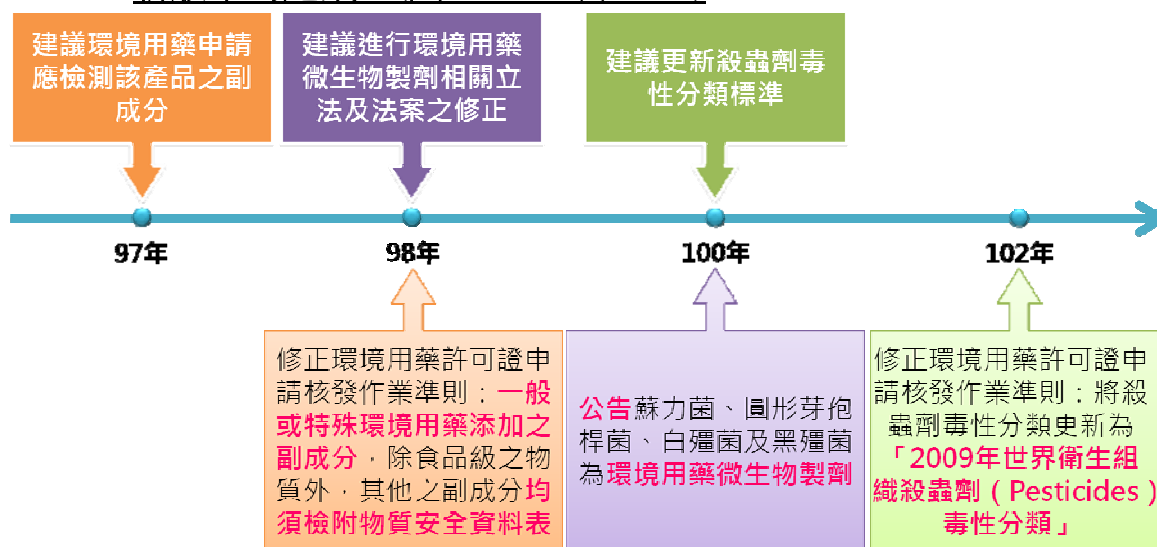 建議環境用藥申請
應檢測該產品之副
成分
建議進行環境用藥
微生物製劑相關立
法及法案之修正
建議更新殺蟲劑毒
性分類標準
97年
98年
100年
102年
修正環境用藥許可證申
請核發作業準則：一般
或特殊環境用藥添加之
副成分，除食品級之物
質外，其他之副成分均
須檢附物質安全資料表
公告蘇力菌、圓形芽孢
桿菌、白殭菌及黑殭菌
為環境用藥微生物製劑
修正環境用藥許可證申
請核發作業準則：將殺
蟲劑毒性分類更新為
「2009年世界衛生組
織殺蟲劑（Pesticides）
毒性分類」